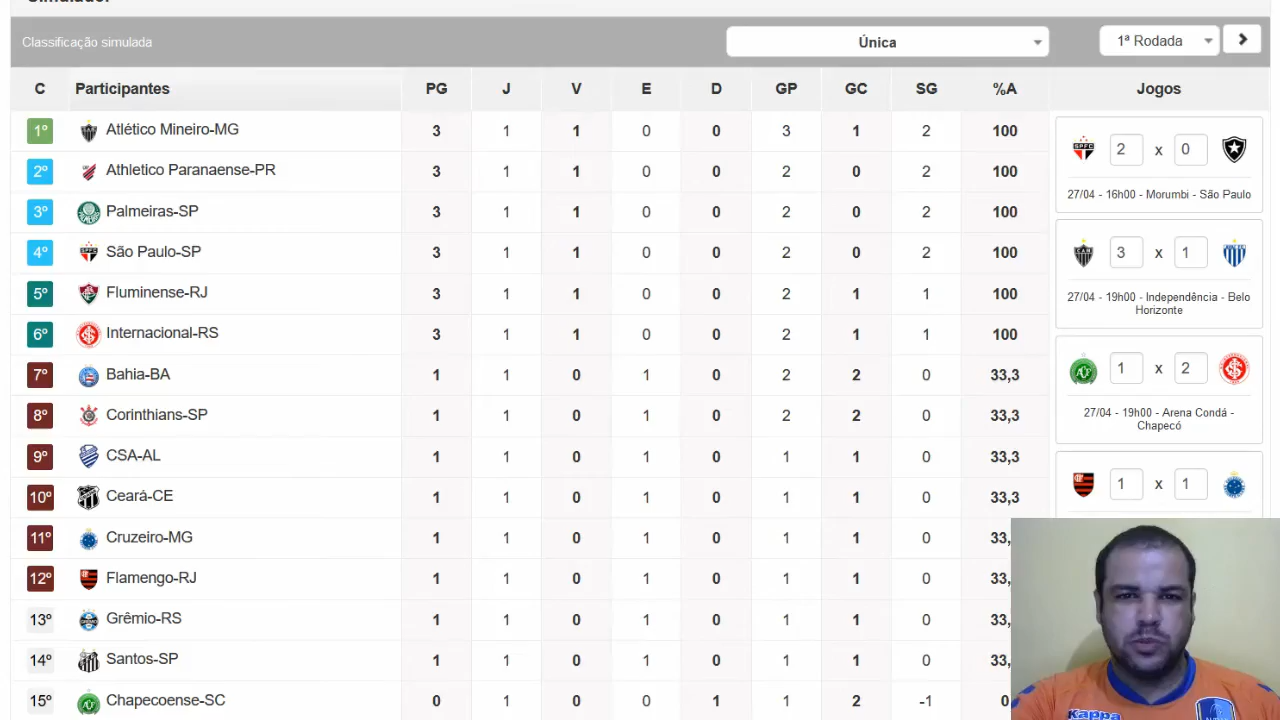 Simulador
Classificação simulada
Única
1ª Rodada
C Participantes PG J V E D GP GC SG %A Jogos
1º Atlético Mineiro-MG 3 1 1 0 0 3 1 2 100
2º Athletico Paranaense-PR 3 1 1 0 0 2 0 2 100
3º Palmeiras-SP 3 1 1 0 0 2 0 2 100
4º São Paulo-SP 3 1 1 0 0 2 0 2 100
5º Fluminense-RJ 3 1 1 0 0 2 1 1 100
6º Internacional-RS 3 1 1 0 0 2 1 1 100
7º Bahia-BA 1 1 0 1 0 2 2 0 33,3
8º Corinthians-SP 1 1 0 1 0 2 2 0 33,3
9º CSA-AL 1 1 0 1 0 1 1 0 33,3
10º Ceará-CE 1 1 0 1 0 1 1 0 33,3
11º Cruzeiro-MG 1 1 0 1 0 1 1 0 33,
12º Flamengo-RJ 1 1 0 1 0 1 1 0 33,
13º Grêmio-RS 1 1 0 1 0 1 1 0 33,
14º Santos-SP 1 1 0 1 0 1 1 0 33,
15º Chapecoense-SC 0 1 0 0 1 1 2 -1 0
SPFC 2 x 0
27/04 - 16h00 - Morumbi - São Paulo
CAM 3 x 1
27/04 - 19h00 - Independência - Belo
Horizonte
1 x 2
27/04 - 19h00 - Arena Condá -
Chapecó
1 x 1
Kappa